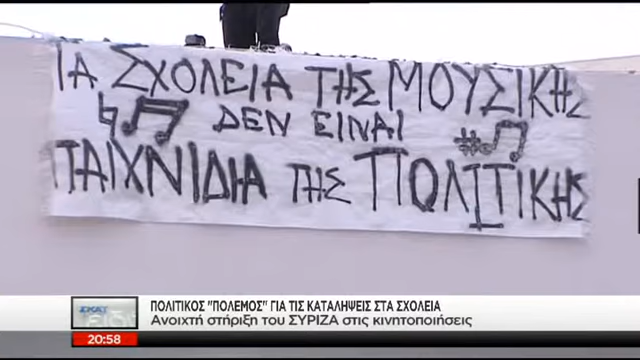 ΤΑ ΣΧΟΛΕΙΑ ΤΗΣ ΜΟΥΣΙΚΗΣ
ΔΕΝ ΕΙΝΑΙ
ΠΑΙΧΝΙΔΙΑ ΤΗΣ ΠΟΛΙΤΙΚΗΣ
ΣΚΑΪ
ΠΟΛΙΤΙΚΟΣ "ΠΟΛΕΜΟΣ" ΓΙΑ ΤΙΣ ΚΑΤΑΛΗΨΕΙΣ ΣΤΑ ΣΧΟΛΕΙΑ
Ανοιχτή στήριξη του ΣΥΡΙΖΑ στις κινητοποιήσεις
20:58